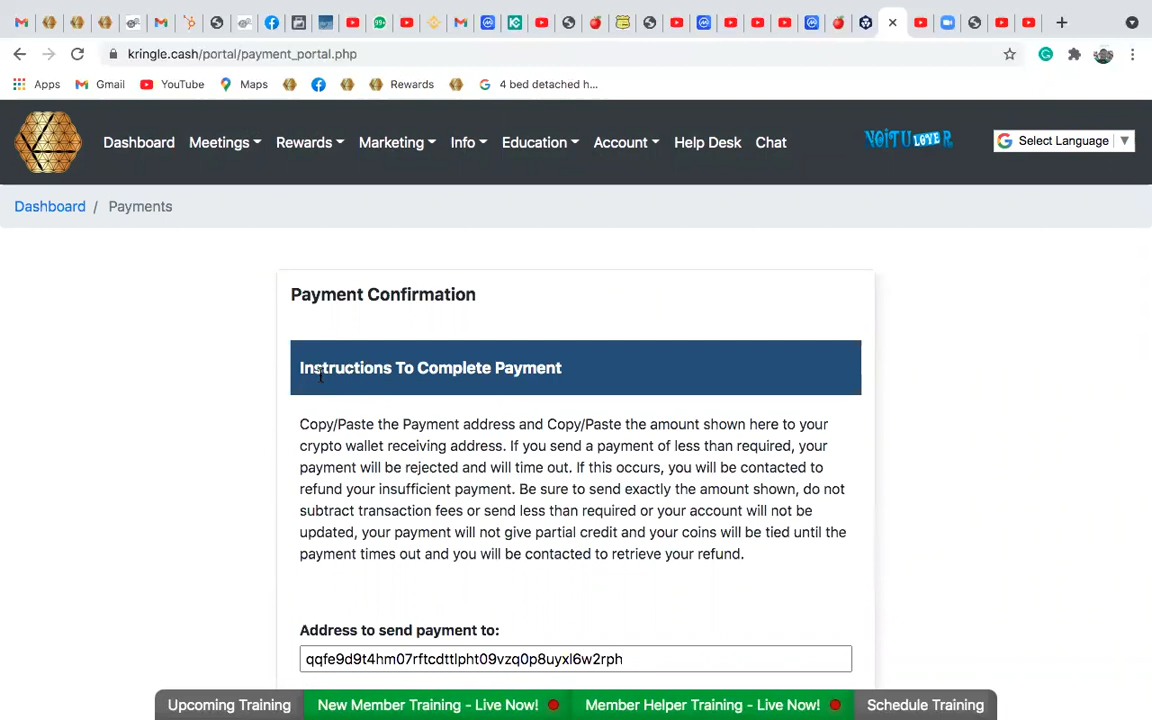 kringle.cash/portal/payment_portal.php
Apps Gmail YouTube Maps Rewards 4 bed detached h...
Dashboard Meetings Rewards Marketing Info Education Account Help Desk Chat NOITULOVE R Select Language
Dashboard / Payments
Payment Confirmation
Instructions To Complete Payment
Copy/Paste the Payment address and Copy/Paste the amount shown here to your
crypto wallet receiving address. If you send a payment of less than required, your
payment will be rejected and will time out. If this occurs, you will be contacted to
refund your insufficient payment. Be sure to send exactly the amount shown, do not
subtract transaction fees or send less than required or your account will not be
updated, your payment will not give partial credit and your coins will be tied until the
payment times out and you will be contacted to retrieve your refund.
Address to send payment to:
qqfe9d9t4hm07rftcdttlpht09vzq0p8uyxl6w2rph
Upcoming Training New Member Training - Live Now! Member Helper Training - Live Now! Schedule Training